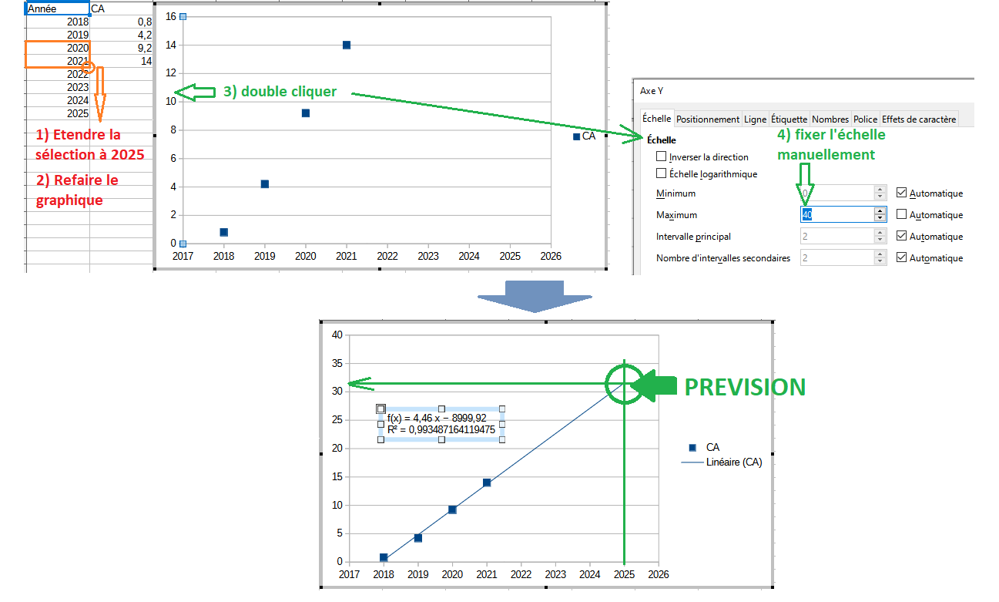 Année CA
2018 0,8
2019 4,2
2020 9,2
2021 14
2022
2023
2024
2025
1) Etendre la
sélection à 2025
2) Refaire le
graphique
16
14
12
10
8
6
4
2
0
2017 2018 2019 2020 2021 2022 2023 2024 2025 2026
CA
3) double cliquer
Axe Y
Échelle Positionnement Ligne Étiquette Nombres Police Effets de caractère
Échelle
4) fixer l'échelle
manuellement
Inverser la direction
Échelle logarithmique
Minimum 0 Automatique
Maximum 40 Automatique
Intervalle principal 2 Automatique
Nombre d'intervalles secondaires 2 Automatique
40
35
30
25
20
15
10
5
0
2017 2018 2019 2020 2021 2022 2023 2024 2025 2026
f(x) = 4,46 x − 8999,92
R² = 0,993487164119475
PREVISION
CA
Linéaire (CA)